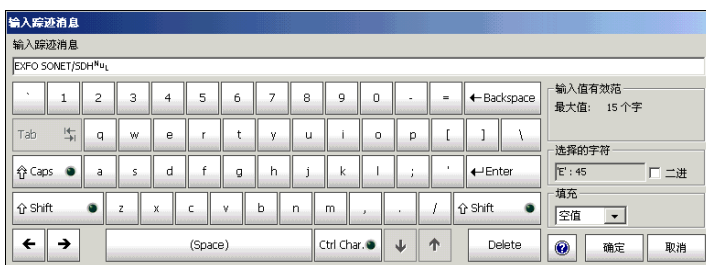 输入踪迹消息
输入踪迹消息
EXFO SONET/SDHᴺᵁL
` 1 2 3 4 5 6 7 8 9 0 - = ←Backspace
Tab q w e r t y u i o p [ ] \
Caps a s d f g h j k l ; ' Enter
Shift z x c v b n m , . / Shift
← → (Space) Ctrl Char. ↓ ↑ Delete
输入值有效范
最大值: 15 个字
选择的字符
'E' : 45 二进
填充
空值
确定 取消